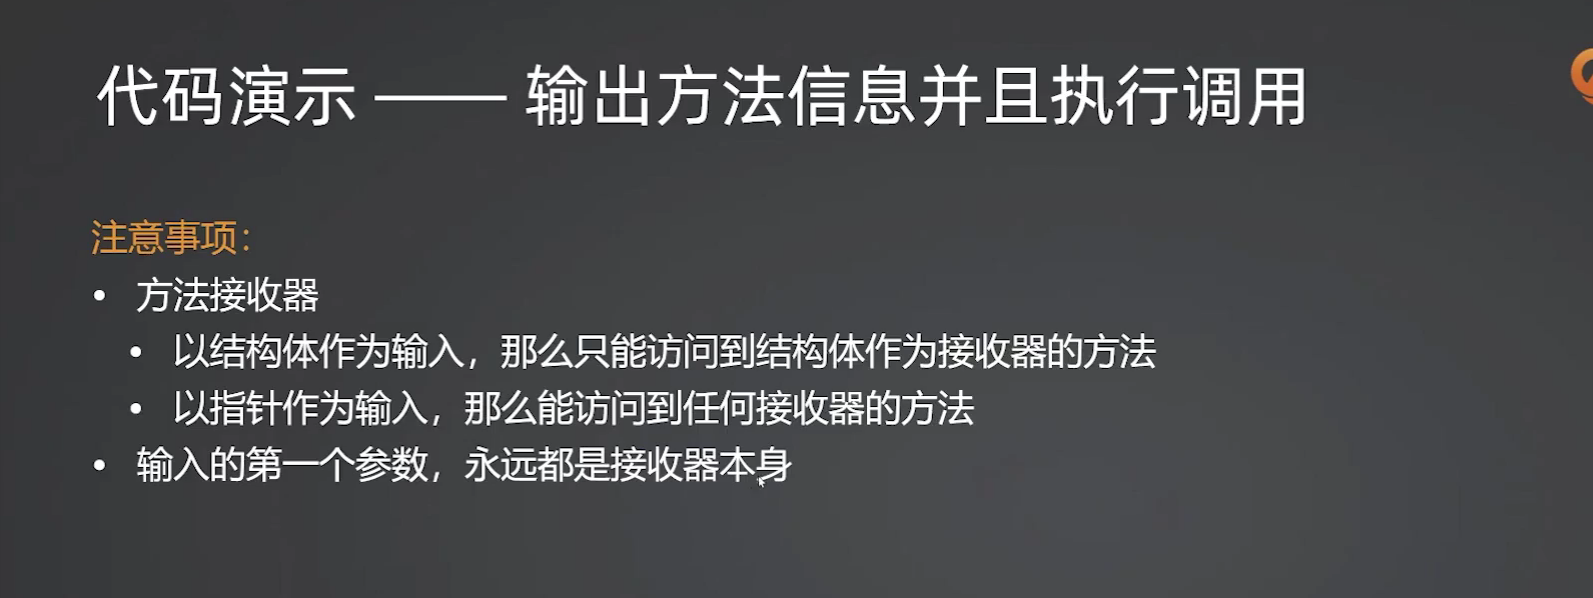 代码演示 —— 输出方法信息并且执行调用
注意事项：
• 方法接收器
• 以结构体作为输入，那么只能访问到结构体作为接收器的方法
• 以指针作为输入，那么能访问到任何接收器的方法
• 输入的第一个参数，永远都是接收器本身